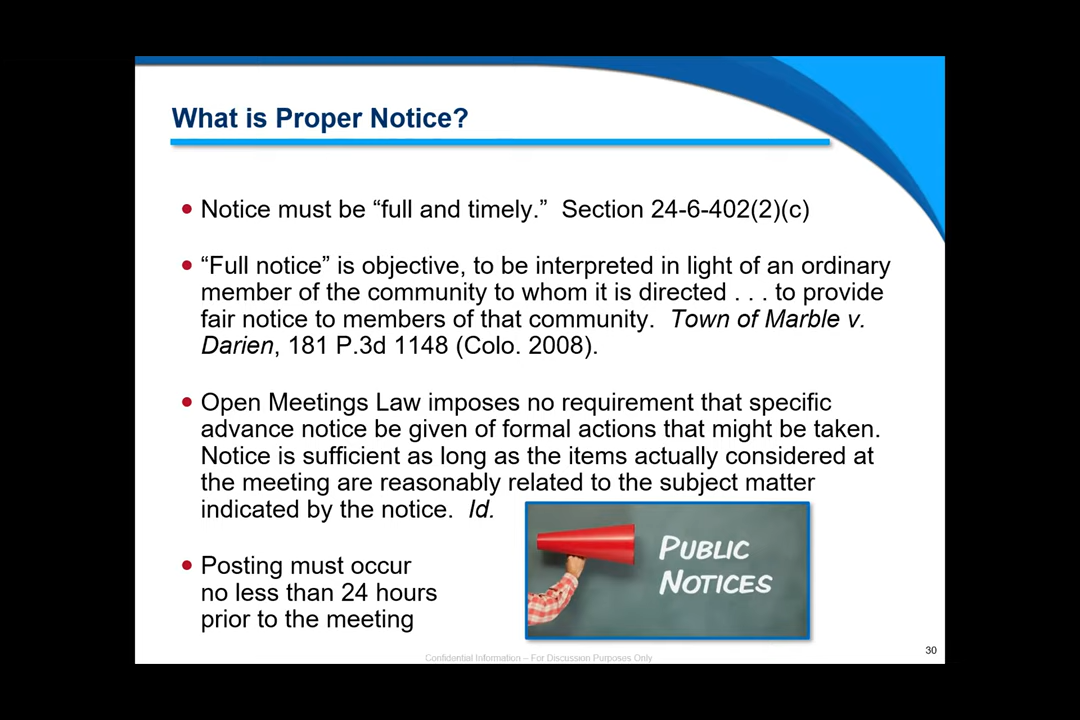 What is Proper Notice?
• Notice must be “full and timely.”  Section 24-6-402(2)(c)
• “Full notice” is objective, to be interpreted in light of an ordinary
member of the community to whom it is directed . . . to provide
fair notice to members of that community.  Town of Marble v.
Darien, 181 P.3d 1148 (Colo. 2008).
• Open Meetings Law imposes no requirement that specific
advance notice be given of formal actions that might be taken.
Notice is sufficient as long as the items actually considered at
the meeting are reasonably related to the subject matter
indicated by the notice.  Id.
• Posting must occur
no less than 24 hours
prior to the meeting
PUBLIC
NOTICES
Confidential Information – For Discussion Purposes Only
30